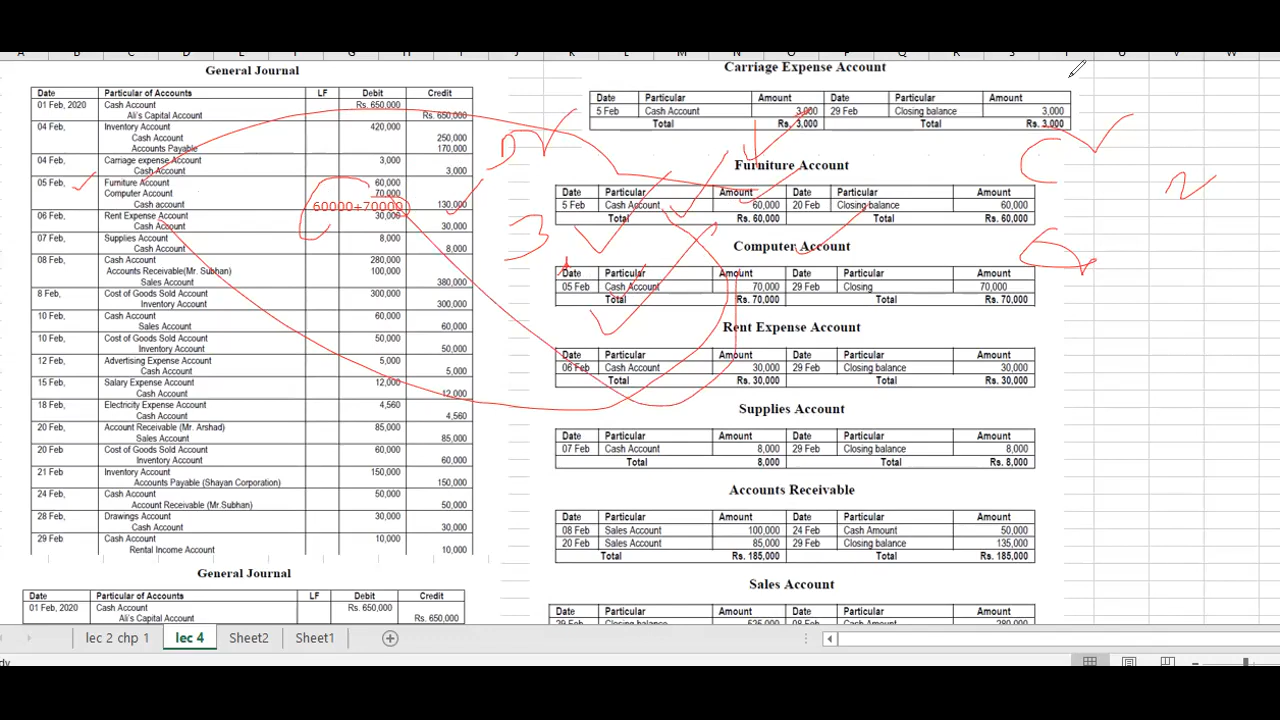 A B C D E F G H I J K L M N O P Q R S T U V W
General Journal
Date Particular of Accounts LF Debit Credit
01 Feb, 2020 Cash Account Rs. 650,000
Ali's Capital Account Rs. 650,000
04 Feb, Inventory Account 420,000
Cash Account 250,000
Accounts Payable 170,000
04 Feb, Carriage expense Account 3,000
Cash Account 3,000
05 Feb, Furniture Account 60,000
Computer Account 70,000
Cash account 130,000
60000+70000
06 Feb, Rent Expense Account 30,000
Cash Account 30,000
07 Feb, Supplies Account 8,000
Cash Account 8,000
08 Feb, Cash Account 280,000
Accounts Receivable(Mr. Subhan) 100,000
Sales Account 380,000
8 Feb, Cost of Goods Sold Account 300,000
Inventory Account 300,000
10 Feb, Cash Account 60,000
Sales Account 60,000
10 Feb, Cost of Goods Sold Account 50,000
Inventory Account 50,000
12 Feb, Advertising Expense Account 5,000
Cash Account 5,000
15 Feb, Salary Expense Account 12,000
Cash Account 12,000
18 Feb, Electricity Expense Account 4,560
Cash Account 4,560
20 Feb, Account Receivable (Mr. Arshad) 85,000
Sales Account 85,000
20 Feb Cost of Goods Sold Account 60,000
Inventory Account 60,000
21 Feb Inventory Account 150,000
Accounts Payable (Shayan Corporation) 150,000
24 Feb, Cash Account 50,000
Account Receivable (Mr.Subhan) 50,000
28 Feb, Drawings Account 30,000
Cash Account 30,000
29 Feb Cash Account 10,000
Rental Income Account 10,000
General Journal
Date Particular of Accounts LF Debit Credit
01 Feb, 2020 Cash Account Rs. 650,000
Ali's Capital Account Rs. 650,000
Carriage Expense Account
Date Particular Amount Date Particular Amount
5 Feb Cash Account 3,000 29 Feb Closing balance 3,000
Total Rs. 3,000 Total Rs. 3,000
Furniture Account
Date Particular Amount Date Particular Amount
5 Feb Cash Account 60,000 20 Feb Closing balance 60,000
Total Rs. 60,000 Total Rs. 60,000
Computer Account
Date Particular Amount Date Particular Amount
05 Feb Cash Account 70,000 29 Feb Closing 70,000
Total Rs. 70,000 Total Rs. 70,000
Rent Expense Account
Date Particular Amount Date Particular Amount
06 Feb Cash Account 30,000 29 Feb Closing balance 30,000
Total Rs. 30,000 Total Rs. 30,000
Supplies Account
Date Particular Amount Date Particular Amount
07 Feb Cash Account 8,000 29 Feb Closing balance 8,000
Total 8,000 Total Rs. 8,000
Accounts Receivable
Date Particular Amount Date Particular Amount
08 Feb Sales Account 100,000 24 Feb Cash Amount 50,000
20 Feb Sales Account 85,000 29 Feb Closing balance 135,000
Total Rs. 185,000 Total Rs. 185,000
Sales Account
Date Particular Amount Date Particular Amount
29 Feb Closing balance 525,000 08 Feb Cash Amount 280,000
lec 2 chp 1 lec 4 Sheet2 Sheet1